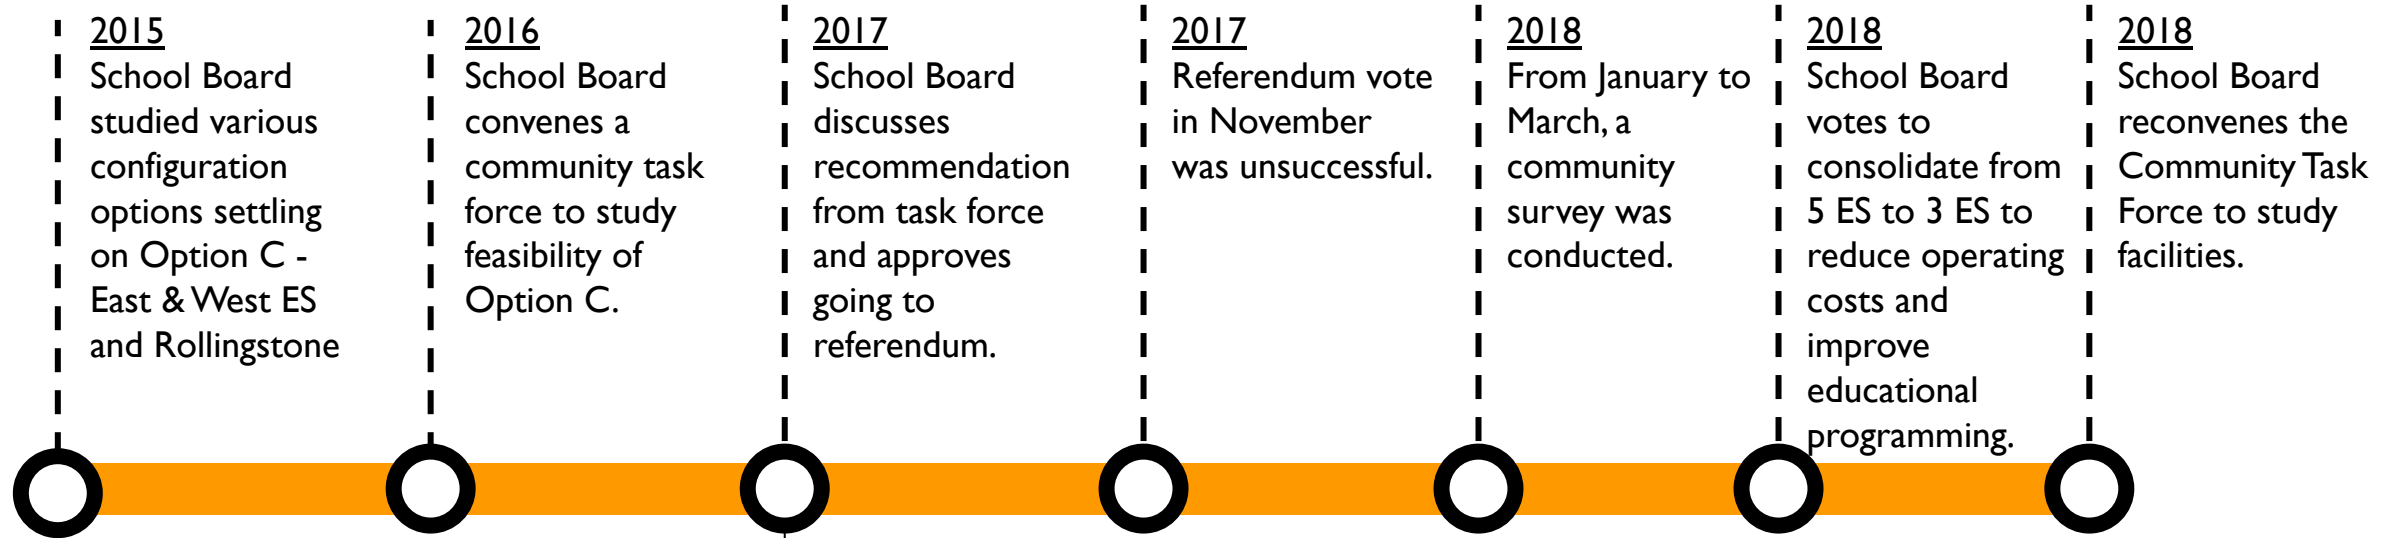 2015
School Board
studied various
configuration
options settling
on Option C -
East & West ES
and Rollingstone
2016
School Board
convenes a
community task
force to study
feasibility of
Option C.
2017
School Board
discusses
recommendation
from task force
and approves
going to
referendum.
2017
Referendum vote
in November
was unsuccessful.
2018
From January to
March, a
community
survey was
conducted.
2018
School Board
votes to
consolidate from
5 ES to 3 ES to
reduce operating
costs and
improve
educational
programming.
2018
School Board
reconvenes the
Community Task
Force to study
facilities.